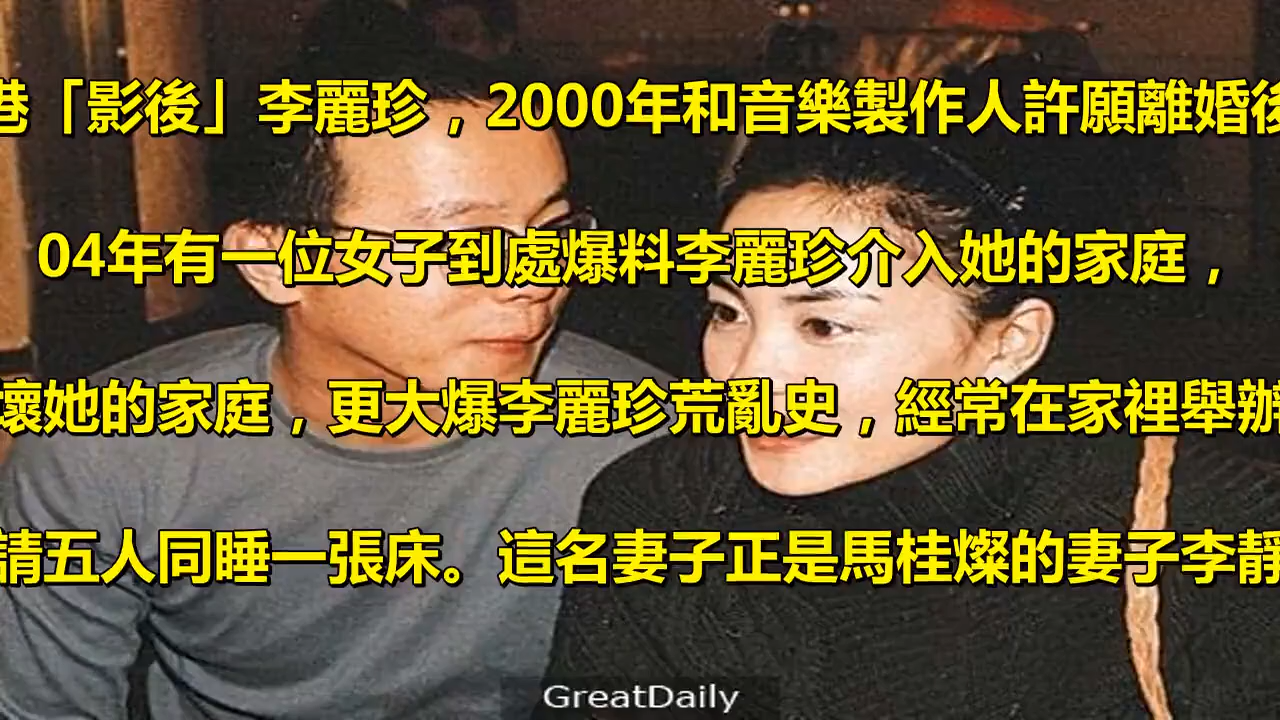 港「影後」李麗珍，2000年和音樂製作人許願離婚後
04年有一位女子到處爆料李麗珍介入她的家庭，
壞她的家庭，更大爆李麗珍荒亂史，經常在家裡舉辦
請五人同睡一張床。這名妻子正是馬桂燦的妻子李靜
GreatDaily